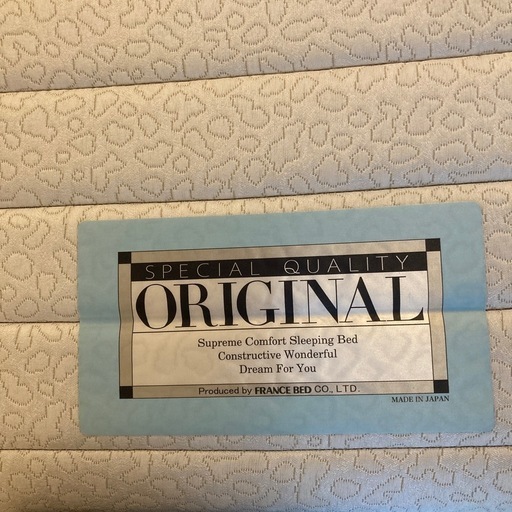 SPECIAL QUALITY
ORIGINAL
Supreme Comfort Sleeping Bed
Constructive Wonderful
Dream For You
Produced by FRANCE BED CO., LTD.
MADE IN JAPAN